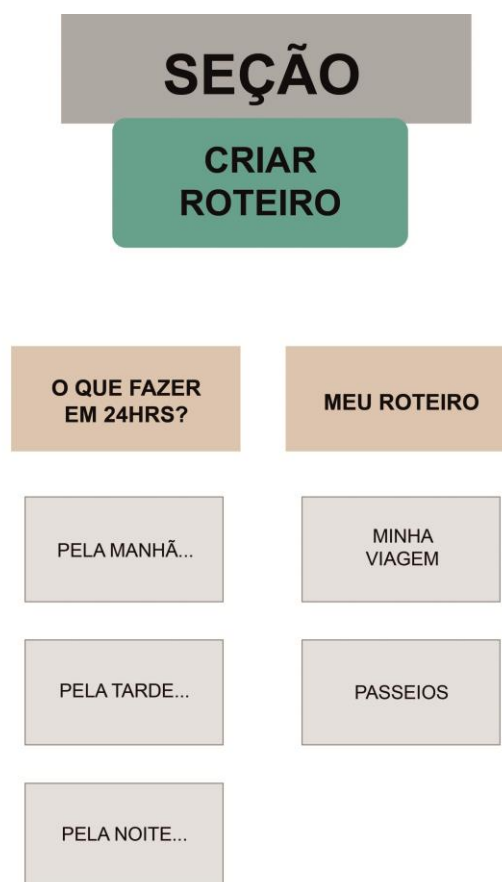 SEÇÃO
CRIAR
ROTEIRO
O QUE FAZER
EM 24HRS?
PELA MANHÃ...
PELA TARDE...
PELA NOITE...
MEU ROTEIRO
MINHA
VIAGEM
PASSEIOS